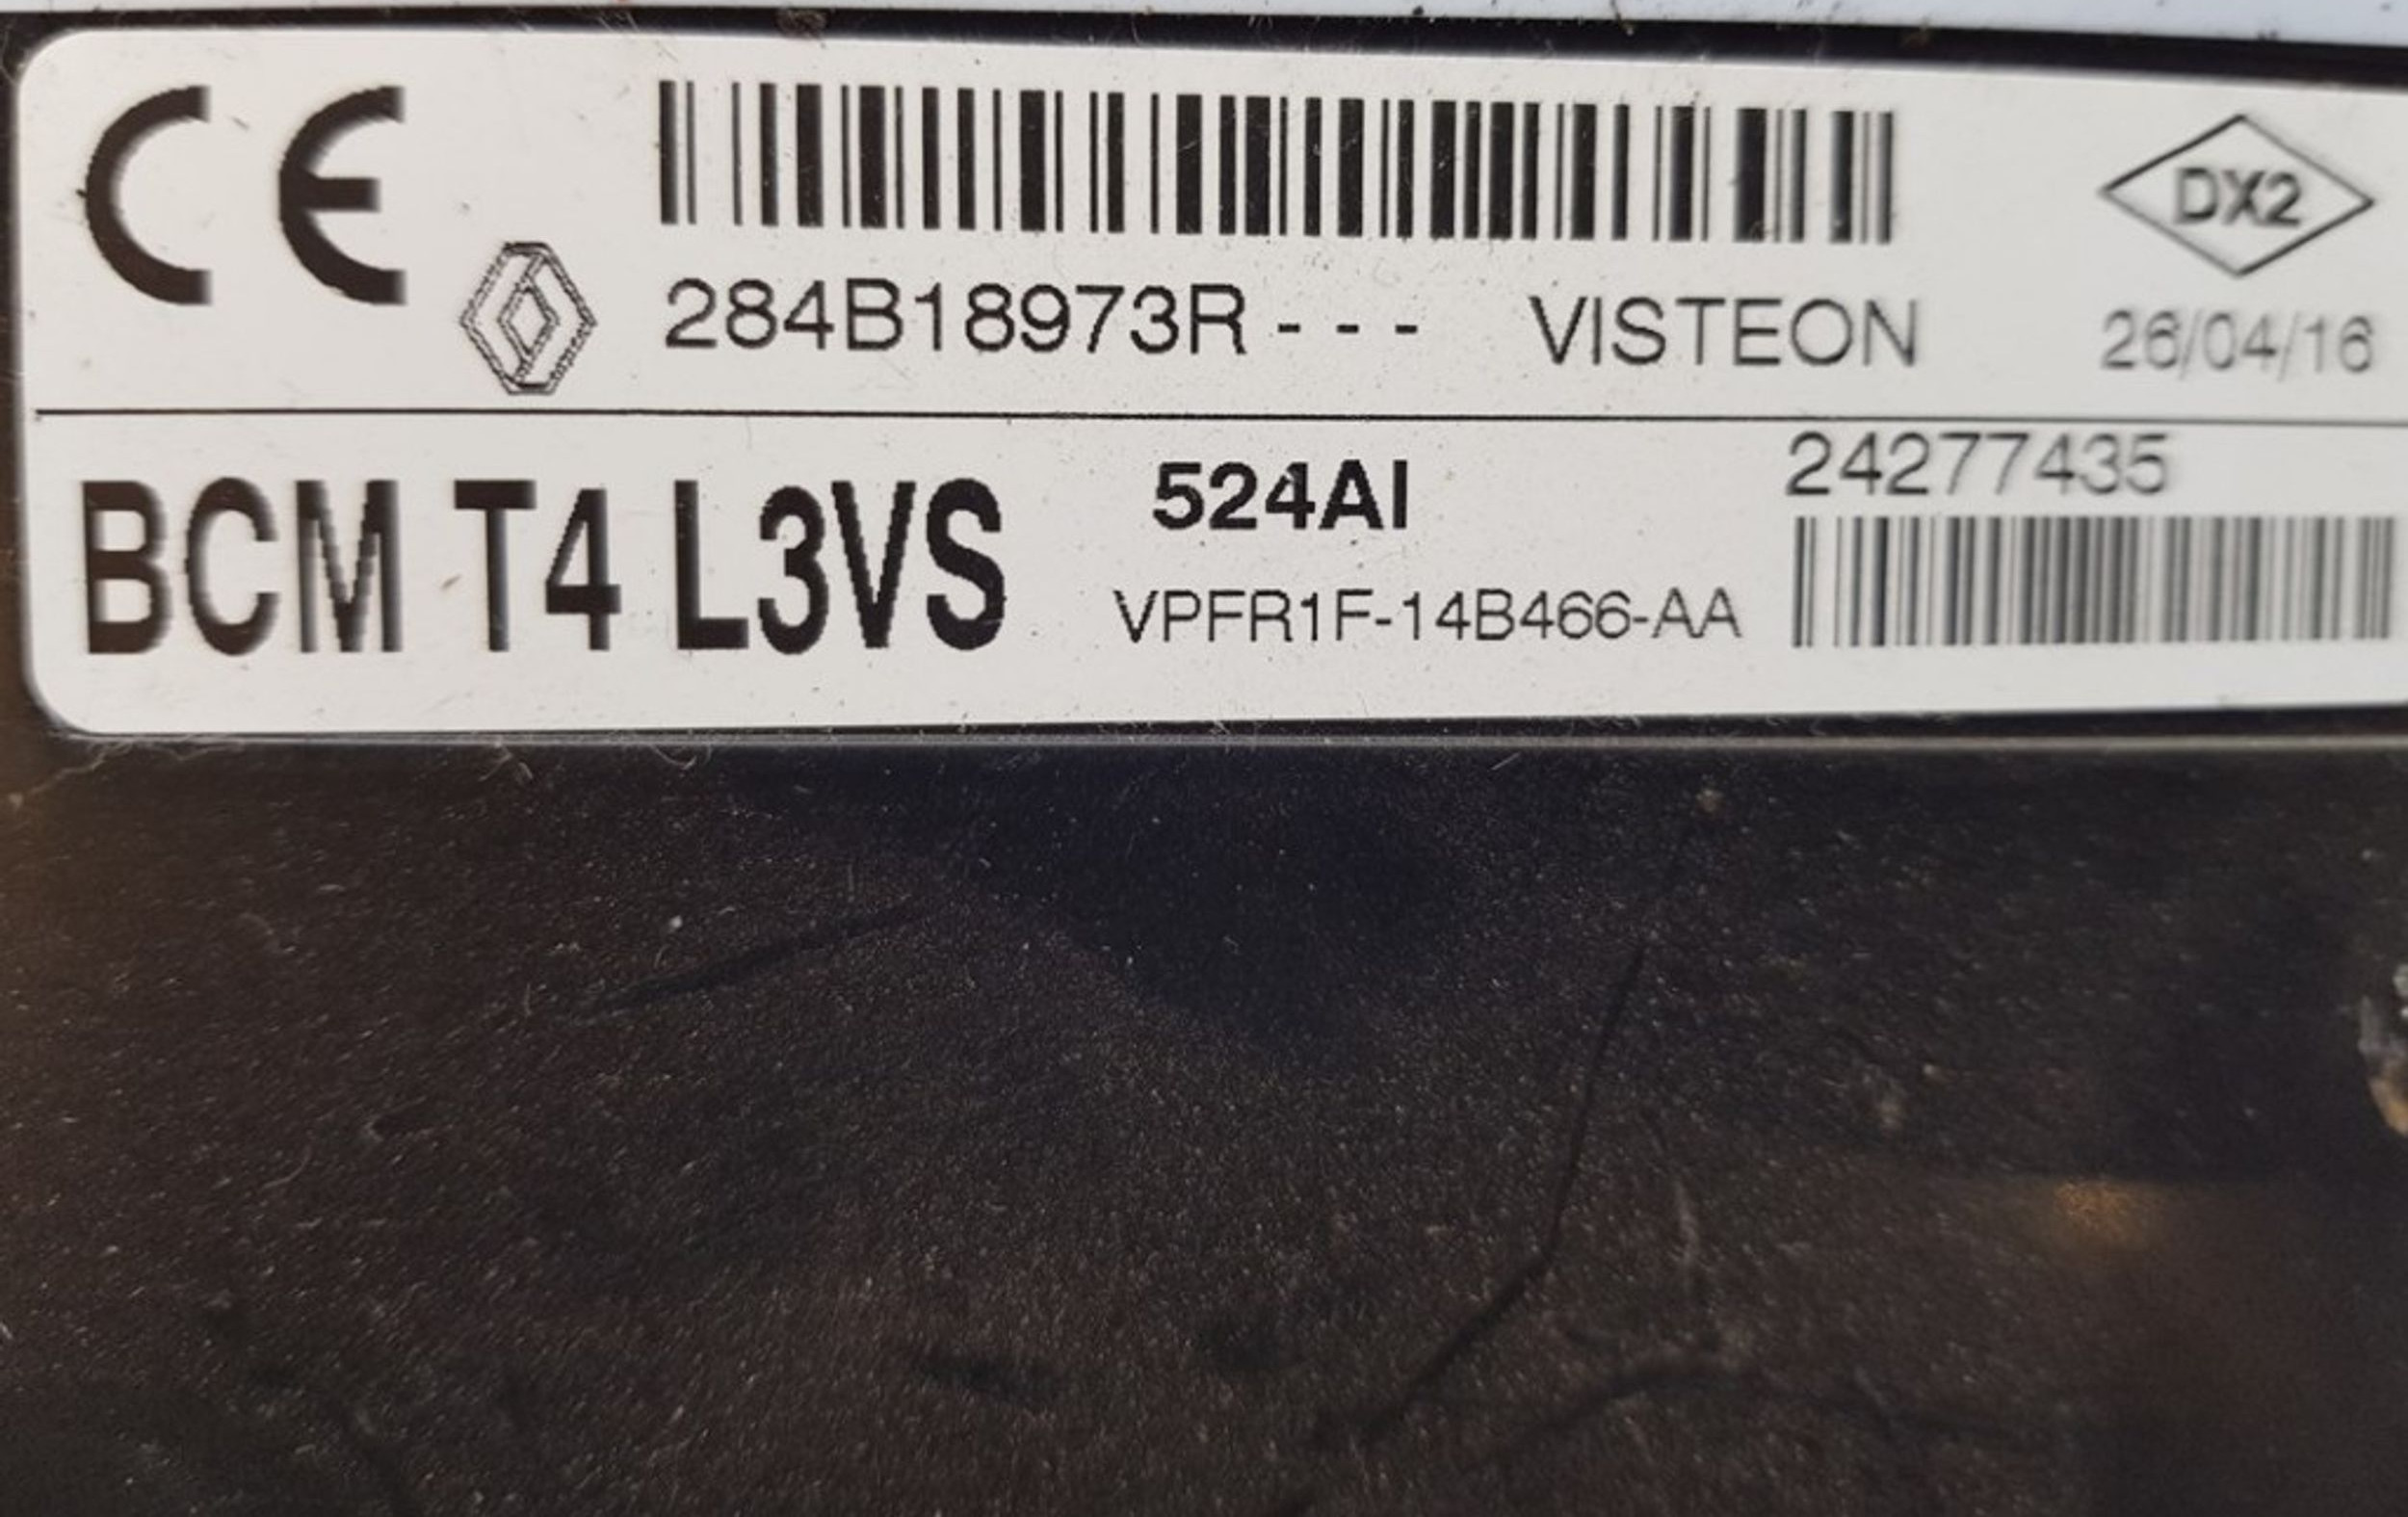 CE
DX2
284B18973R - - - VISTEON 26/04/16
BCM T4 L3VS 524AI 24277435
VPFR1F-14B466-AA